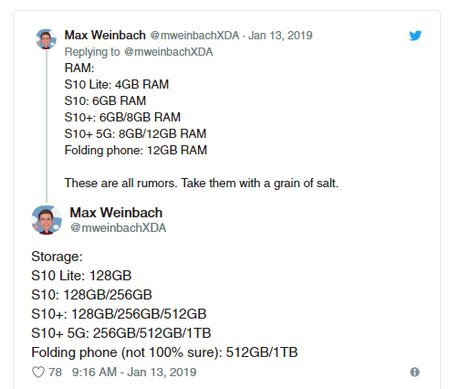 Max Weinbach @mweinbachXDA · Jan 13, 2019
Replying to @mweinbachXDA
RAM:
S10 Lite: 4GB RAM
S10: 6GB RAM
S10+: 6GB/8GB RAM
S10+ 5G: 8GB/12GB RAM
Folding phone: 12GB RAM
These are all rumors. Take them with a grain of salt.
Max Weinbach
@mweinbachXDA
Storage:
S10 Lite: 128GB
S10: 128GB/256GB
S10+: 128GB/256GB/512GB
S10+ 5G: 256GB/512GB/1TB
Folding phone (not 100% sure): 512GB/1TB
78 9:16 AM - Jan 13, 2019